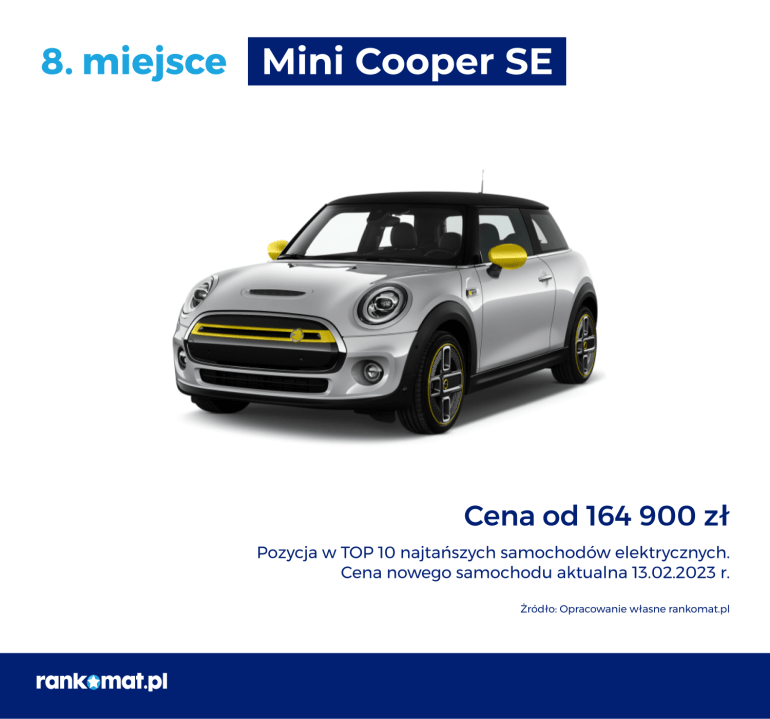 8. miejsce Mini Cooper SE
Cena od 164 900 zł
Pozycja w TOP 10 najtańszych samochodów elektrycznych.
Cena nowego samochodu aktualna 13.02.2023 r.
Źródło: Opracowanie własne rankomat.pl
rankomat.pl